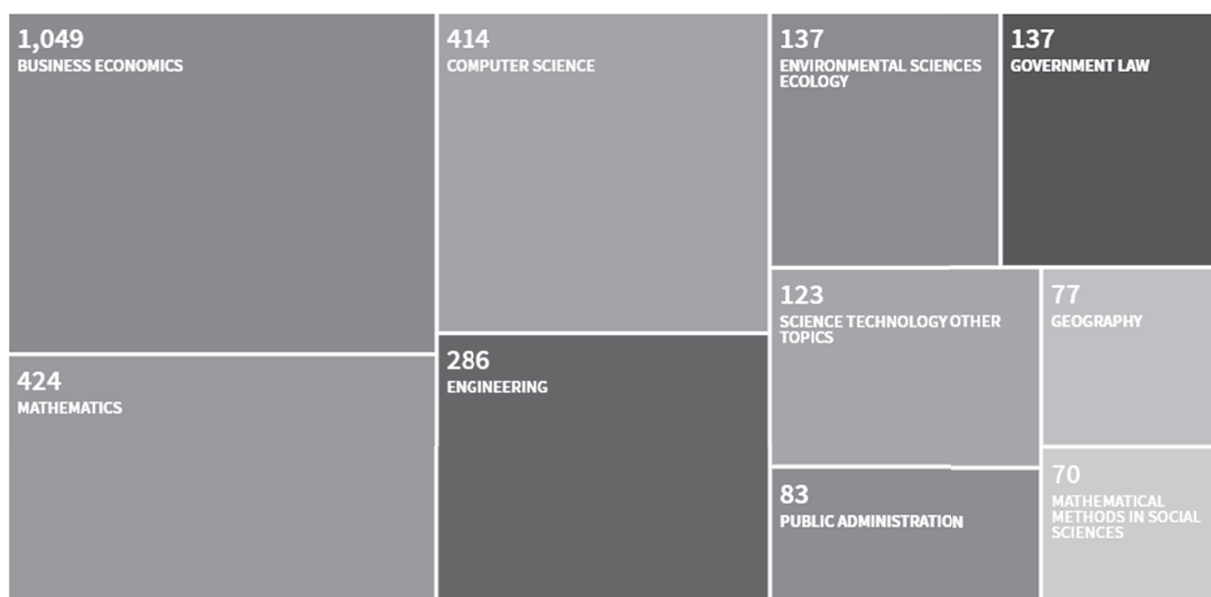 1,049
BUSINESS ECONOMICS
424
MATHEMATICS
414
COMPUTER SCIENCE
286
ENGINEERING
137
ENVIRONMENTAL SCIENCES
ECOLOGY
137
GOVERNMENT LAW
123
SCIENCE TECHNOLOGY OTHER
TOPICS
77
GEOGRAPHY
83
PUBLIC ADMINISTRATION
70
MATHEMATICAL
METHODS IN SOCIAL
SCIENCES